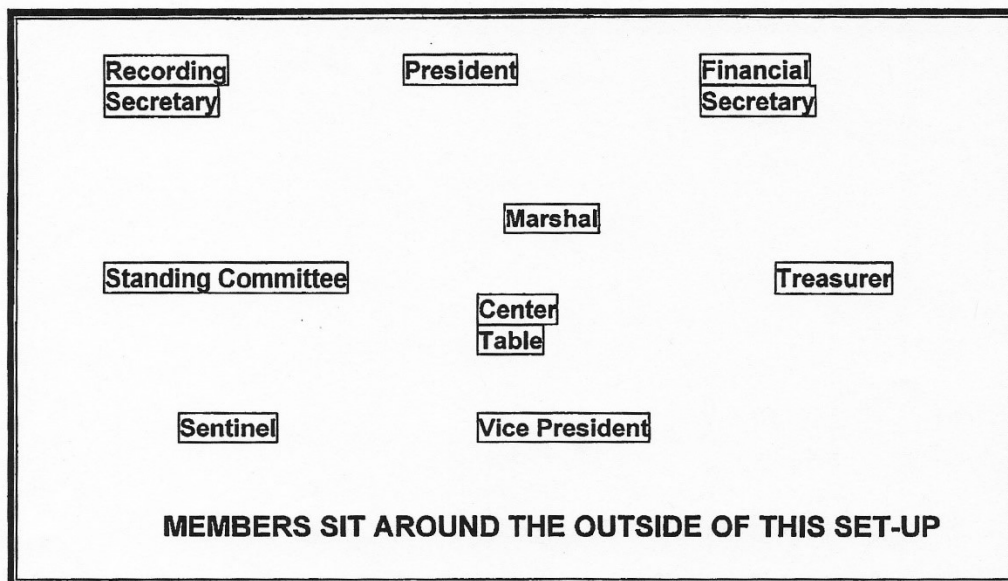 Recording
Secretary
President
Financial
Secretary
Marshal
Standing Committee
Treasurer
Center
Table
Sentinel
Vice President
MEMBERS SIT AROUND THE OUTSIDE OF THIS SET-UP